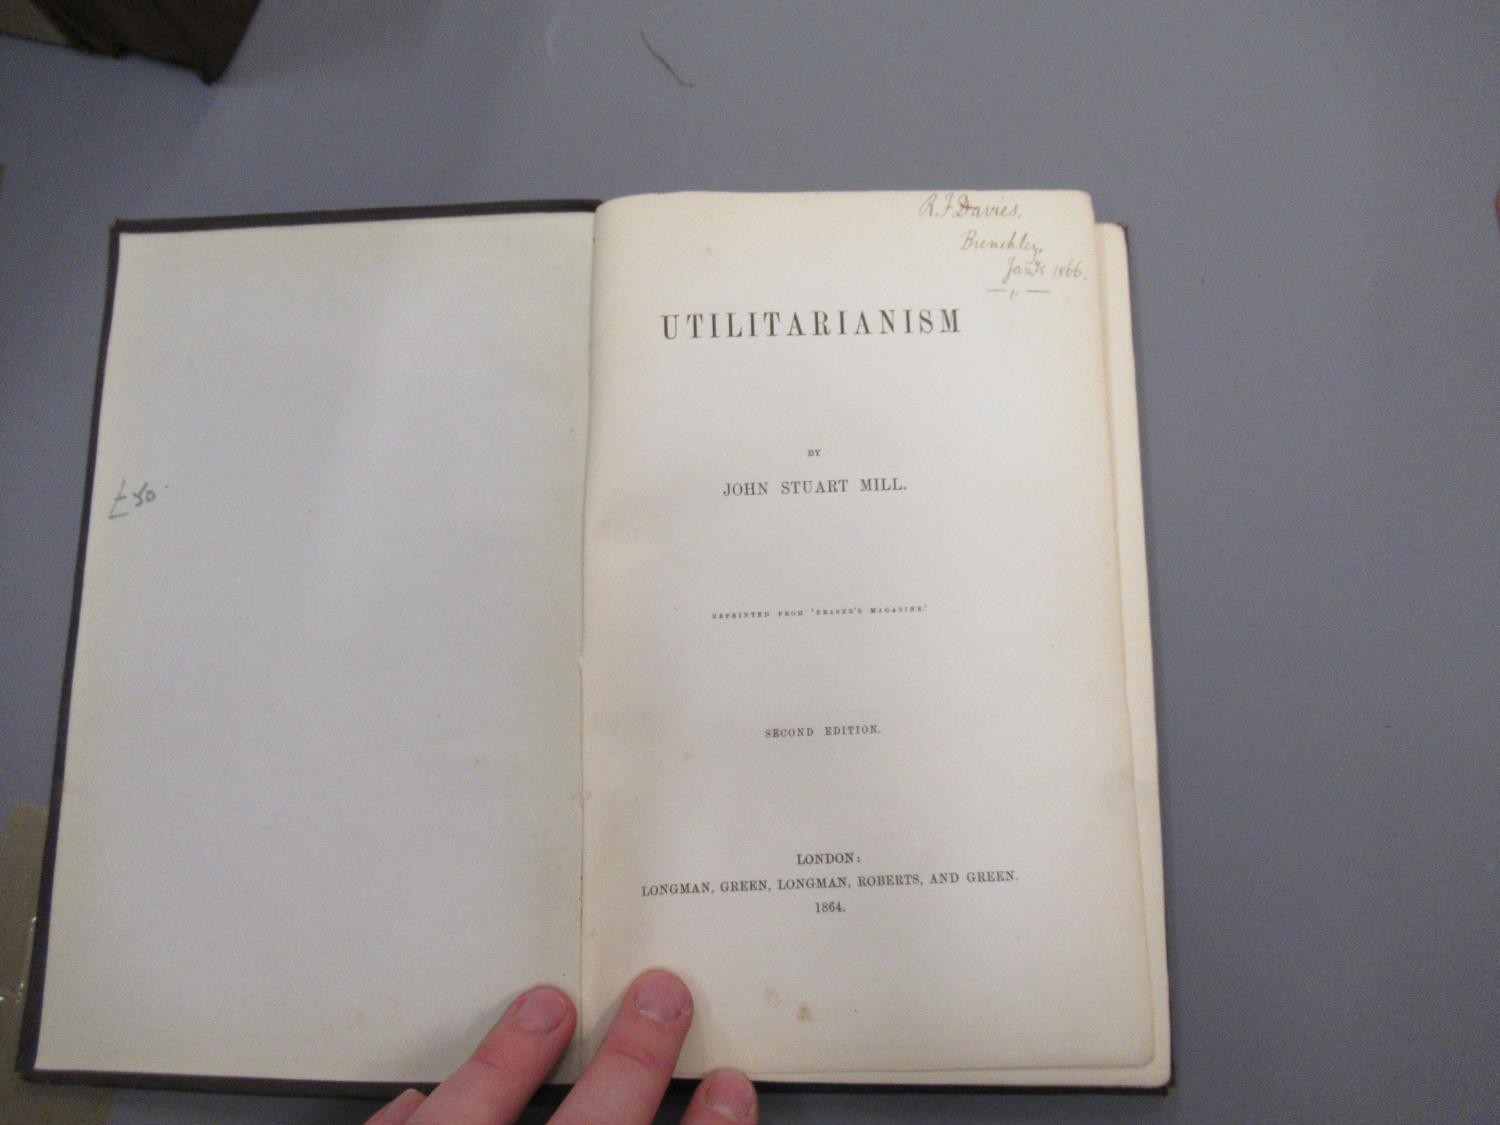 £50.
R. F. Davies.
Brenchley.
1866.
UTILITARIANISM
BY
JOHN STUART MILL.
REPRINTED FROM 'FRASER'S MAGAZINE.'
SECOND EDITION.
LONDON:
LONGMAN, GREEN, LONGMAN, ROBERTS, AND GREEN.
1864.